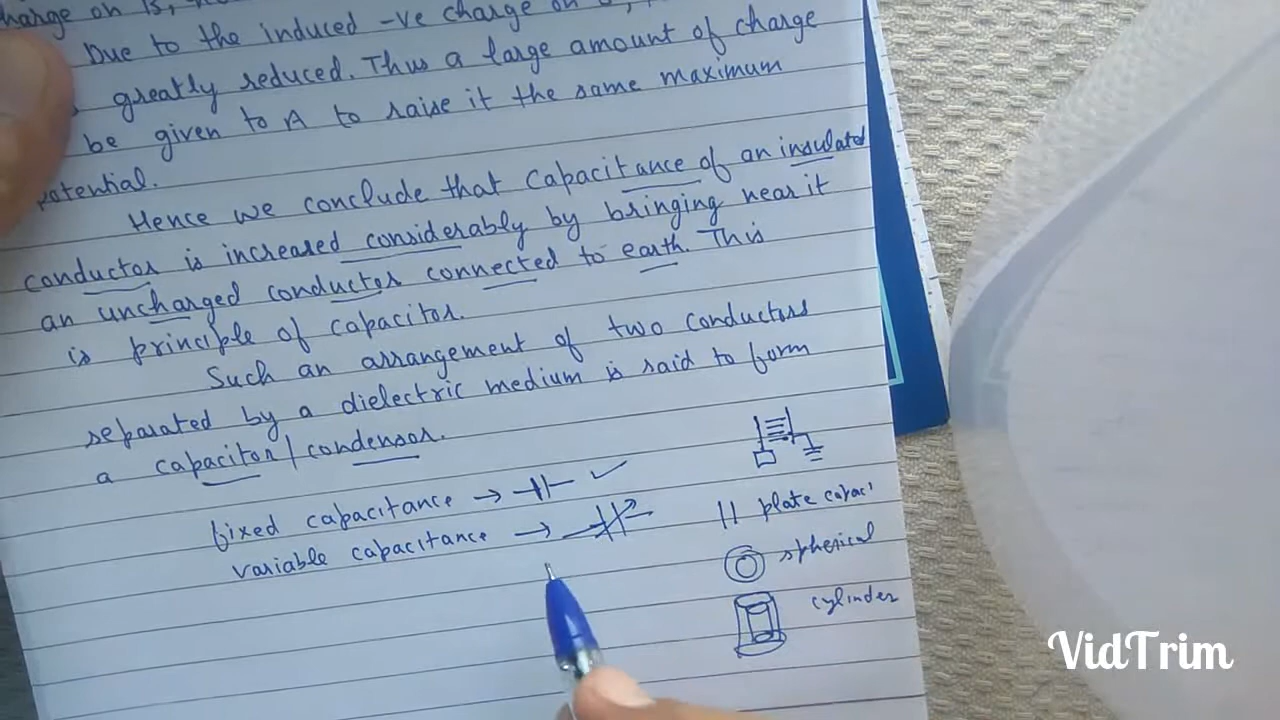 charge on B,
Due to the induced -ve charge on
greatly reduced. Thus a large amount of charge
be given to A to raise it the same maximum
potential.
Hence we conclude that capacitance of an insulated
conductor is increased considerably by bringing near it
an uncharged conductor connected to earth. This
is principle of capacitor.
Such an arrangement of two conductors
separated by a dielectric medium is said to form
a capacitor/condensor.
fixed capacitance →
variable capacitance →
|| plate capaci
spherical
cylinder
VidTrim